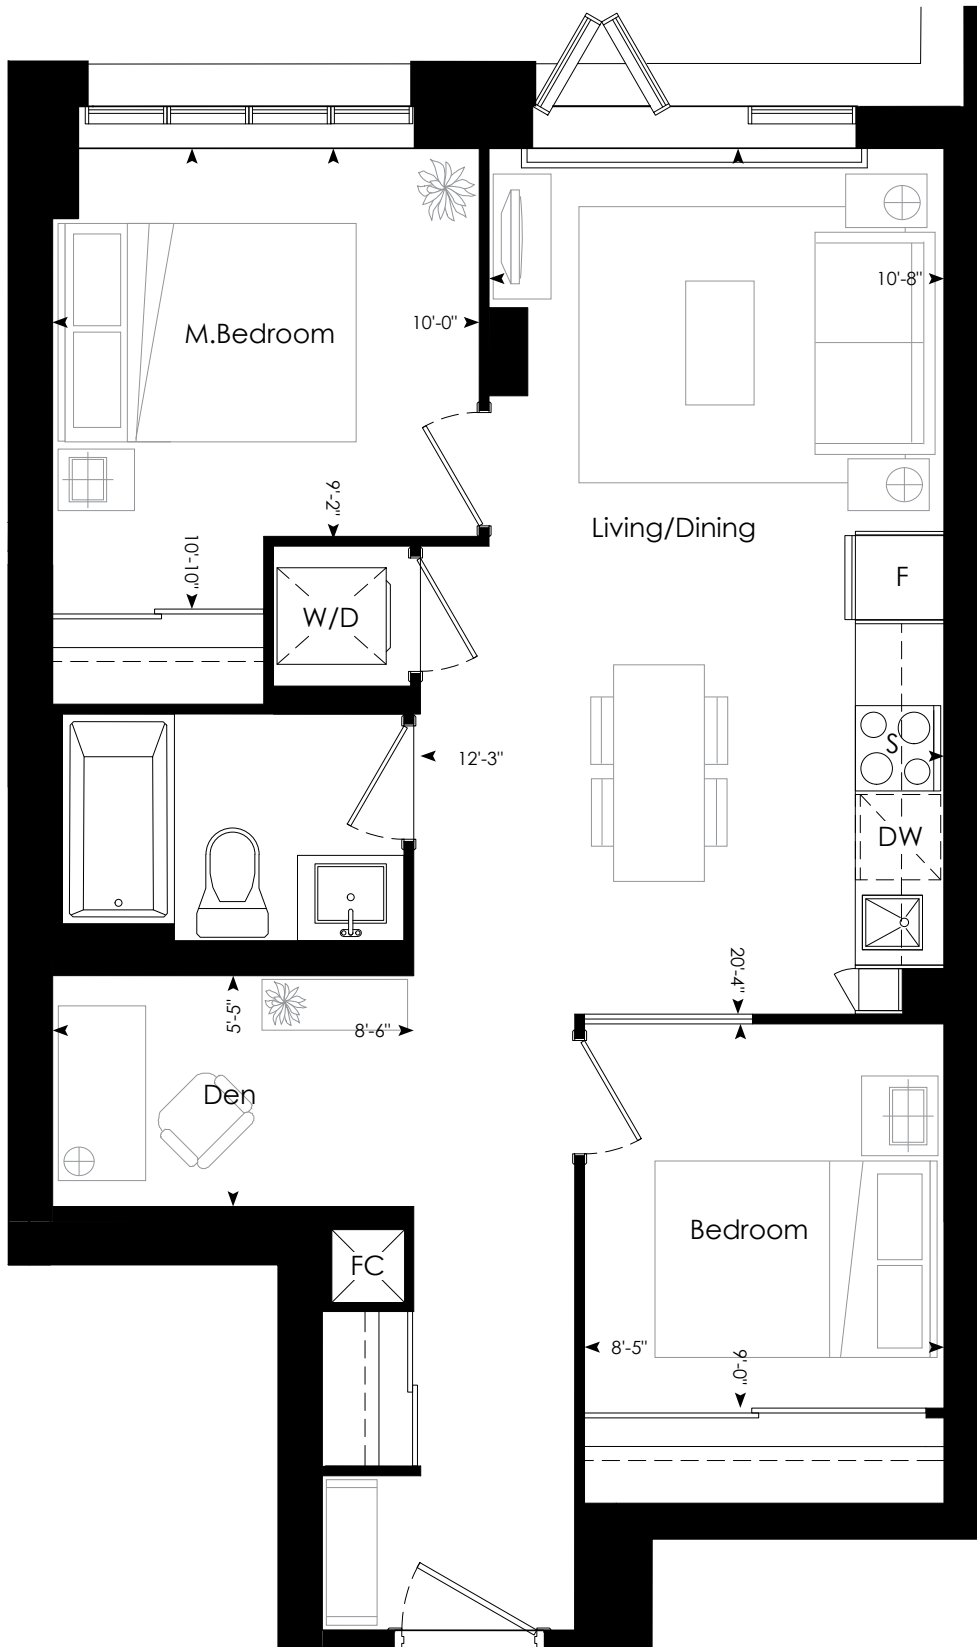 10'-8"
10'-0"
M.Bedroom
9'-2"
Living/Dining
10'-10"
F
W/D
S
12'-3"
DW
20'-4"
5'-5"
8'-6"
Den
Bedroom
FC
8'-5"
9'-0"